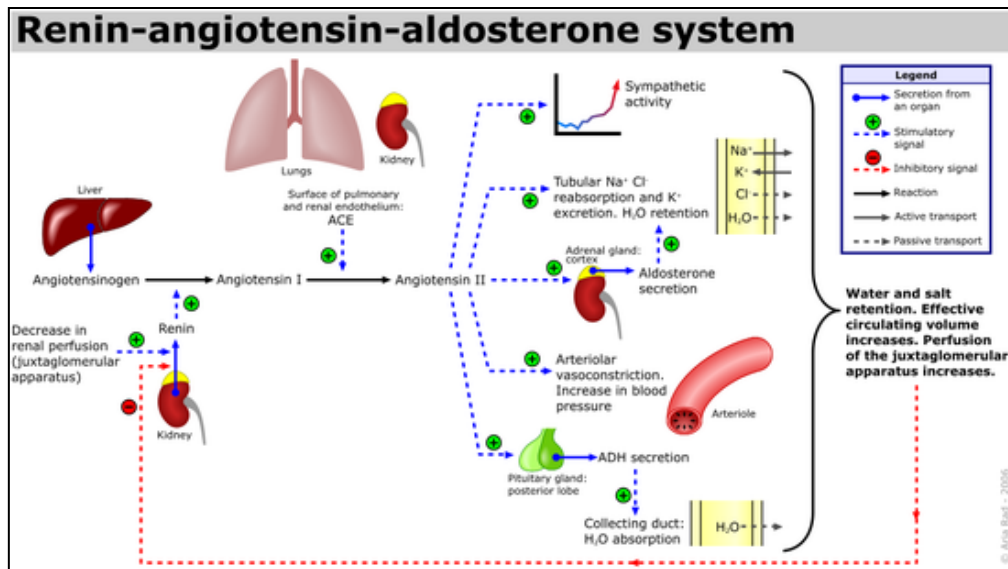 Renin-angiotensin-aldosterone system
Legend
Secretion from
an organ
+
Stimulatory
signal
−
Inhibitory signal
Reaction
Active transport
Passive transport
Lungs
Kidney
Surface of pulmonary
and renal endothelium:
ACE
+
Liver
Angiotensinogen
Angiotensin I
Angiotensin II
+
Renin
Decrease in
renal perfusion
(juxtaglomerular
apparatus)
+
−
Kidney
+
Sympathetic
activity
+
Tubular Na⁺ Cl⁻
reabsorption and K⁺
excretion. H₂O retention
Na⁺
K⁺
Cl⁻
H₂O
+
+
Adrenal gland:
cortex
Aldosterone
secretion
+
Arteriolar
vasoconstriction.
Increase in blood
pressure
Arteriole
+
Pituitary gland:
posterior lobe
ADH secretion
+
Collecting duct:
H₂O absorption
H₂O
Water and salt
retention. Effective
circulating volume
increases. Perfusion
of the juxtaglomerular
apparatus increases.
© Aria Rad - 2006